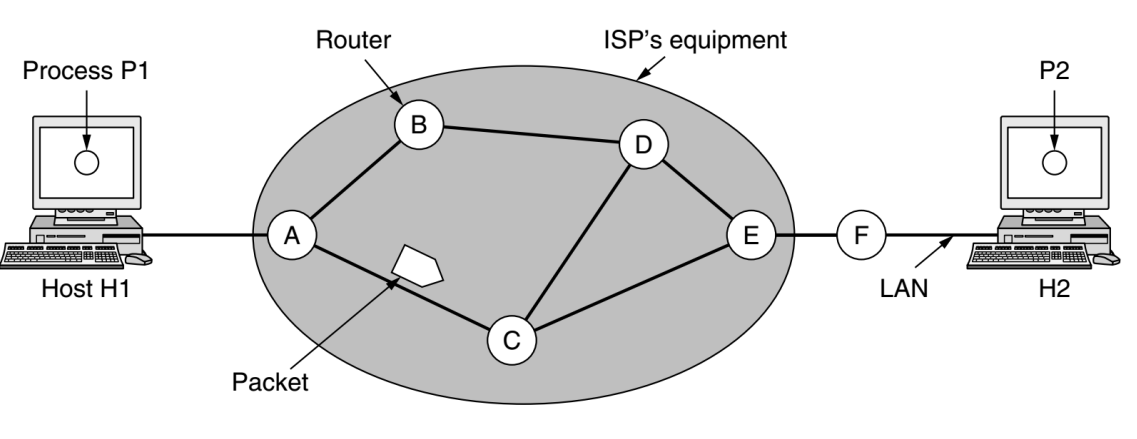 Router
ISP's equipment
Process P1
P2
B
D
A
E
F
C
Host H1
LAN
H2
Packet